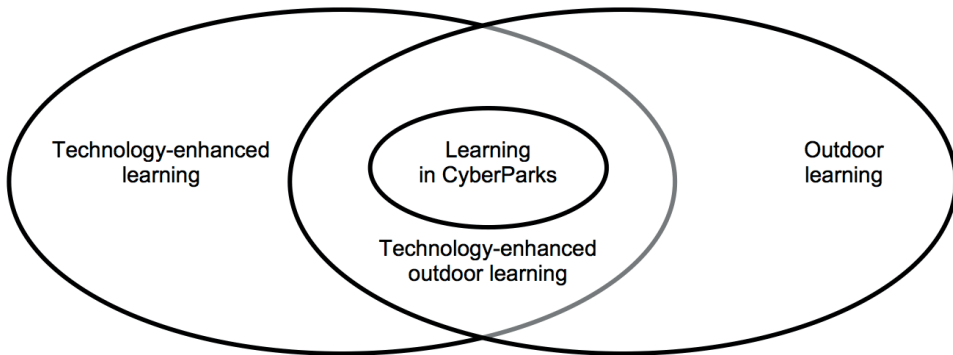 Technology-enhanced
learning
Learning
in CyberParks
Technology-enhanced
outdoor learning
Outdoor
learning